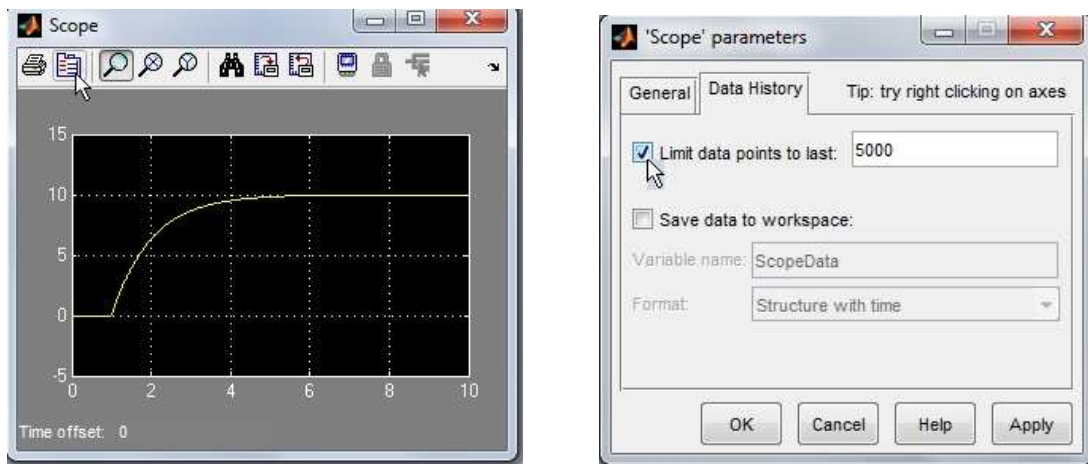 Scope
15
10
5
0
-5
0 2 4 6 8 10
Time offset: 0
'Scope' parameters
General Data History Tip: try right clicking on axes
Limit data points to last: 5000
Save data to workspace:
Variable name: ScopeData
Format: Structure with time
OK Cancel Help Apply